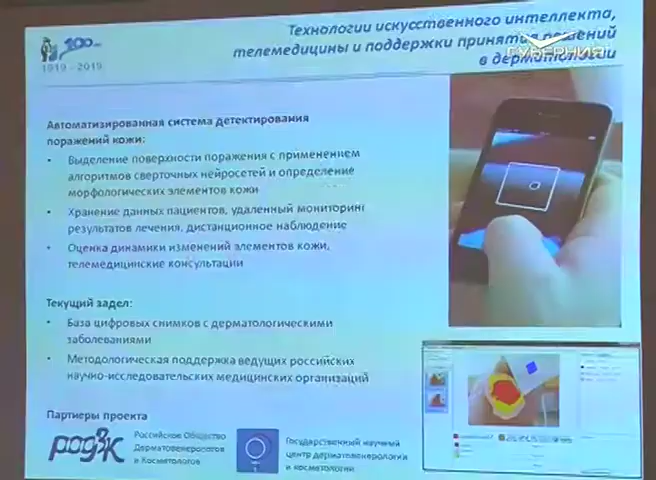 Технологии искусственного интеллекта,
телемедицины и поддержки принятия решений
в дерматологии
ГУБЕРНИЯ
100
1919 - 2019
Автоматизированная система детектирования
поражений кожи:
• Выделение поверхности поражения с применением
алгоритмов сверточных нейросетей и определение
морфологических элементов кожи
• Хранение данных пациентов, удаленный мониторинг
результатов лечения, дистанционное наблюдение
• Оценка динамики изменений элементов кожи,
телемедицинские консультации
Текущий задел:
• База цифровых снимков с дерматологическими
заболеваниями
• Методологическая поддержка ведущих российских
научно-исследовательских медицинских организаций
Партнеры проекта
родвк
Российское Общество
Дерматовенерологов
и Косметологов
Государственный научный
центр дерматовенерологии
и косметологии